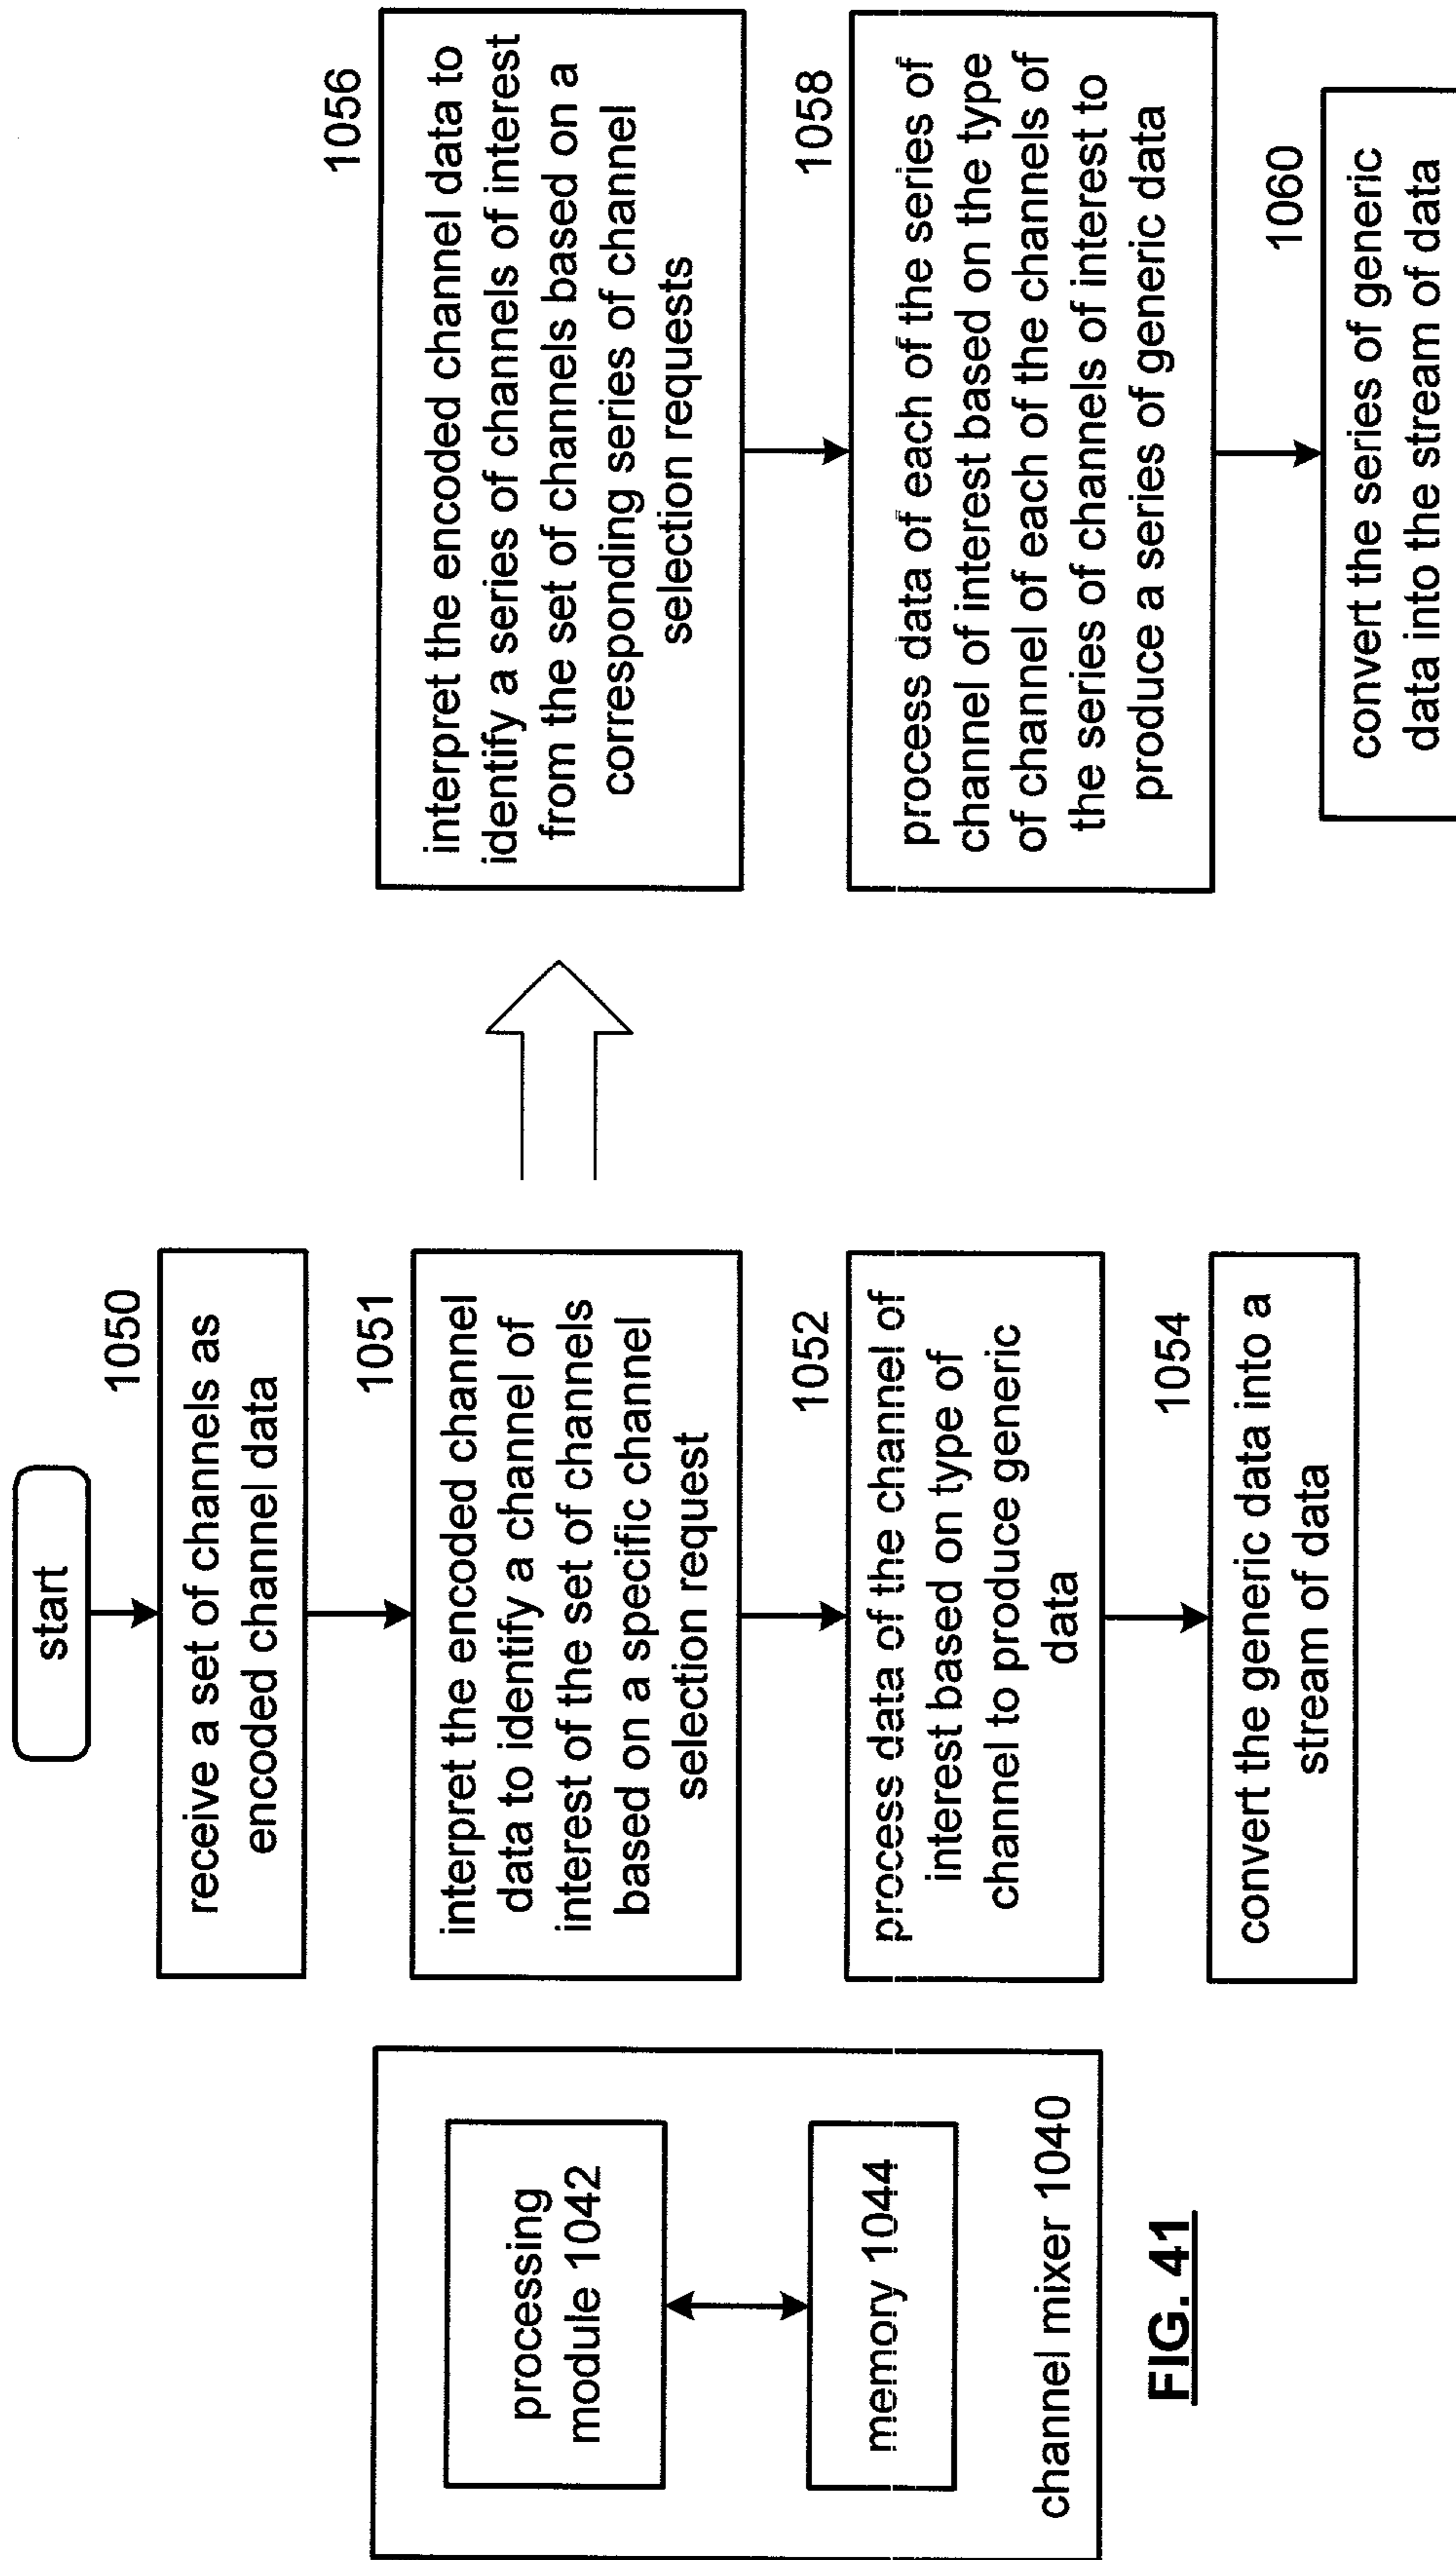 processing
module 1042
memory 1044
channel mixer 1040
FIG. 41
start
1050
receive a set of channels as
encoded channel data
1051
interpret the encoded channel
data to identify a channel of
interest of the set of channels
based on a specific channel
selection request
1052
process data of the channel of
interest based on type of
channel to produce generic
data
1054
convert the generic data into a
stream of data
1056
interpret the encoded channel data to
identify a series of channels of interest
from the set of channels based on a
corresponding series of channel
selection requests
1058
process data of each of the series of
channel of interest based on the type
of channel of each of the channels of
the series of channels of interest to
produce a series of generic data
1060
convert the series of generic
data into the stream of data